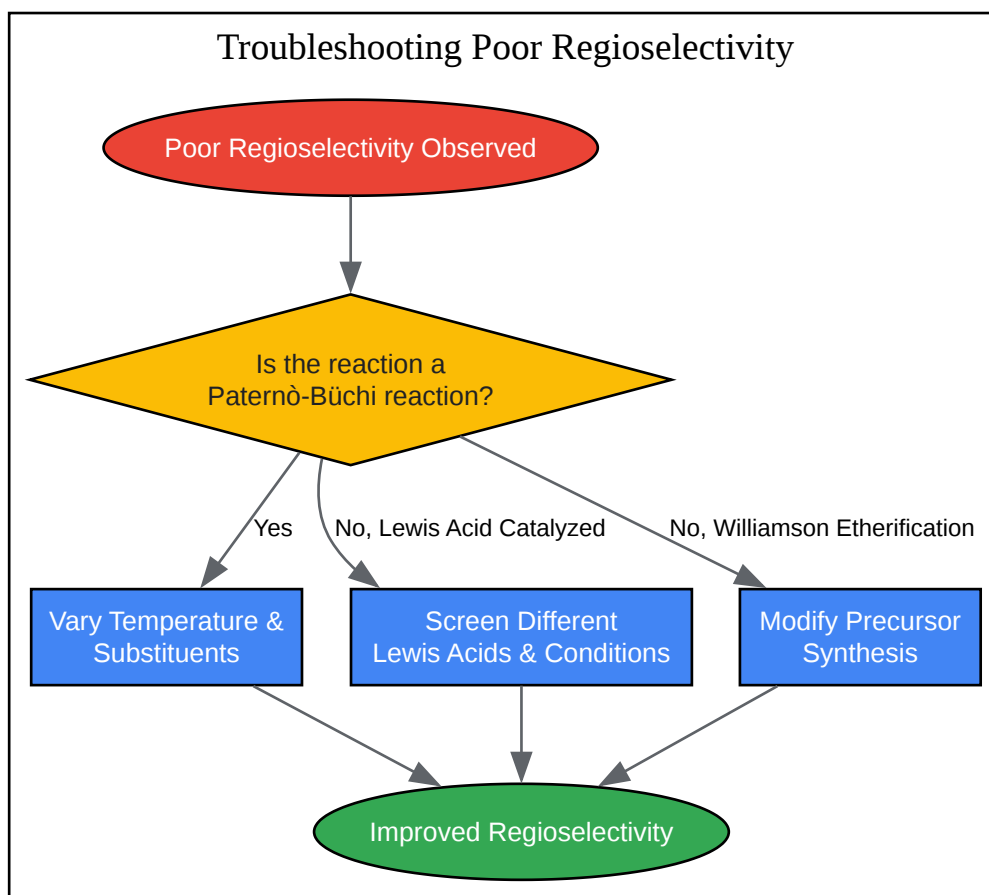 Troubleshooting Poor Regioselectivity
Poor Regioselectivity Observed
Is the reaction a
Paternò-Büchi reaction?
Yes
No, Lewis Acid Catalyzed
No, Williamson Etherification
Vary Temperature &
Substituents
Screen Different
Lewis Acids & Conditions
Modify Precursor
Synthesis
Improved Regioselectivity